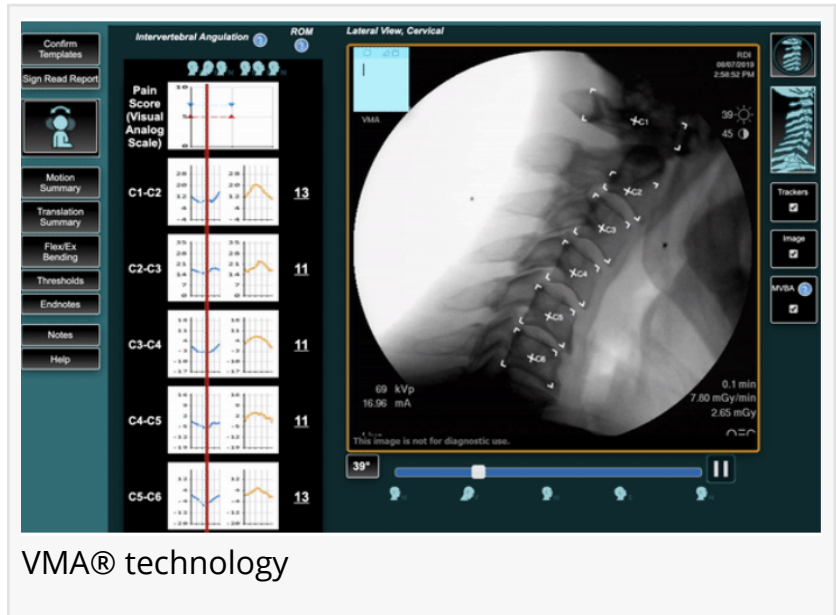 Confirm
Templates
Sign Read Report
Motion
Summary
Translation
Summary
Flex/Ex
Bending
Thresholds
Endnotes
Notes
Help
Intervertebral Angulation ?
ROM
?
Pain
Score
(Visual
Analog
Scale)
C1-C2
13
C2-C3
11
C3-C4
11
C4-C5
11
C5-C6
13
Lateral View, Cervical
VMA
RDI
08/07/2019
2:58:52 PM
39
45
C1
C2
C3
C4
C5
C6
69 kVp
16.96 mA
0.1 min
7.80 mGy/min
2.65 mGy
This image is not for diagnostic use.
39°
Trackers
Image
MVBA ?
VMA® technology